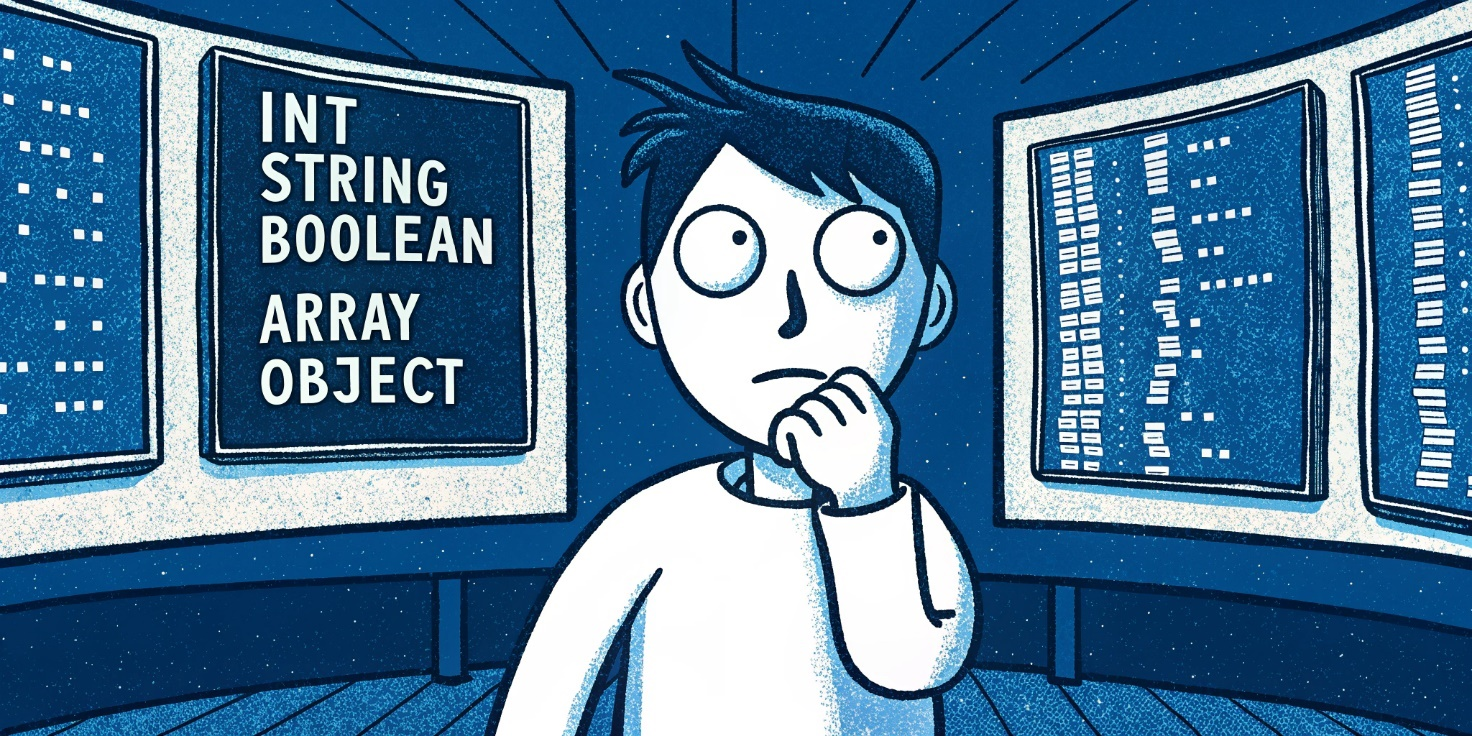 INT
STRING
BOOLEAN
ARRAY
OBJECT